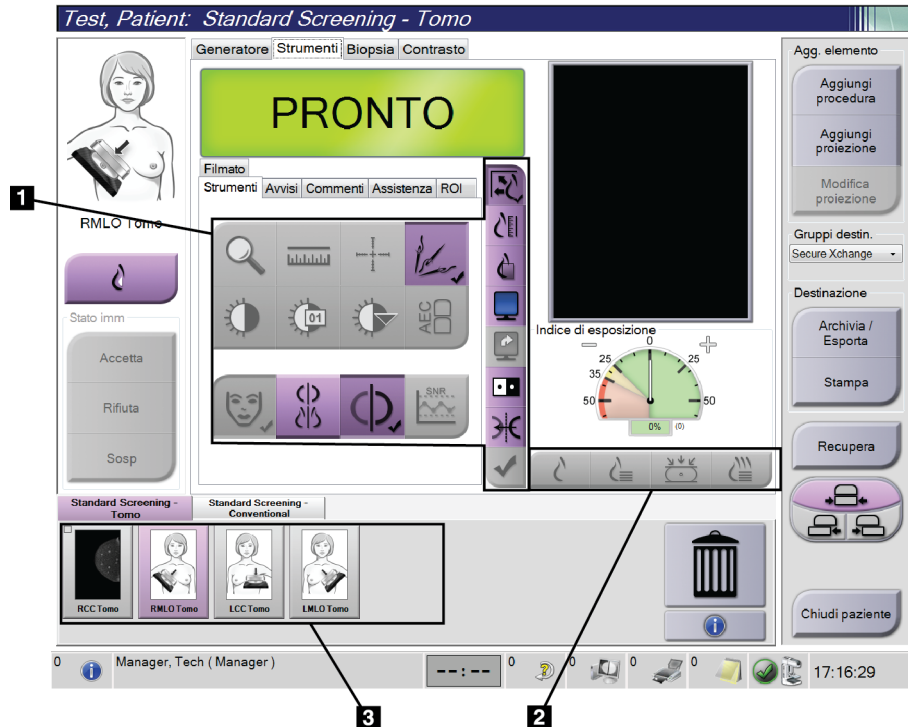 Test, Patient: Standard Screening - Tomo
Generatore Strumenti Biopsia Contrasto
PRONTO
Filmato
Strumenti Avvisi Commenti Assistenza ROI
1
RMLO Tomo
Stato imm
Accetta
Rifiuta
Sosp
01
AEC
SNR
Indice di esposizione
0
25
25
35
50
50
0% (0)
Agg. elemento
Aggiungi
procedura
Aggiungi
proiezione
Modifica
proiezione
Gruppi destin.
Secure Xchange
Destinazione
Archivia /
Esporta
Stampa
Recupera
Chiudi paziente
Standard Screening -
Tomo
Standard Screening -
Conventional
RCC Tomo
RMLO Tomo
LCC Tomo
LMLO Tomo
0
Manager, Tech ( Manager )
--:--
0
0
0
0
17:16:29
3
2